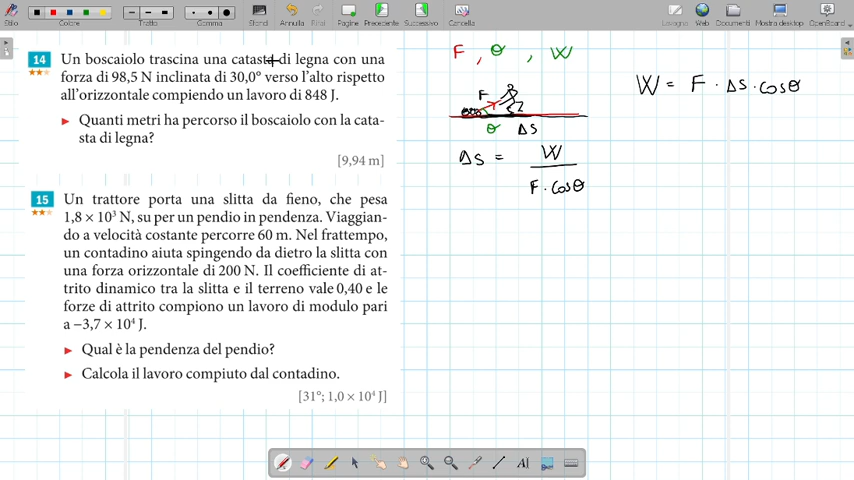 Stilo
Colore
Tratto
Gomma
Sfondi
Annulla
Rifai
Pagine
Precedente
Successivo
Cancella
Lavagna
Web
Documenti
Mostra desktop
OpenBoard
14 Un boscaiolo trascina una catasta di legna con una
forza di 98,5 N inclinata di 30,0° verso l'alto rispetto
all'orizzontale compiendo un lavoro di 848 J.
► Quanti metri ha percorso il boscaiolo con la cata-
sta di legna?
[9,94 m]
15 Un trattore porta una slitta da fieno, che pesa
1,8 × 10³ N, su per un pendio in pendenza. Viaggian-
do a velocità costante percorre 60 m. Nel frattempo,
un contadino aiuta spingendo da dietro la slitta con
una forza orizzontale di 200 N. Il coefficiente di at-
trito dinamico tra la slitta e il terreno vale 0,40 e le
forze di attrito compiono un lavoro di modulo pari
a −3,7 × 10⁴ J.
► Qual è la pendenza del pendio?
► Calcola il lavoro compiuto dal contadino.
[31°; 1,0 × 10⁴ J]
F, θ, W
F
θ Δs
Δs = W / F · cosθ
W = F · Δs · cosθ